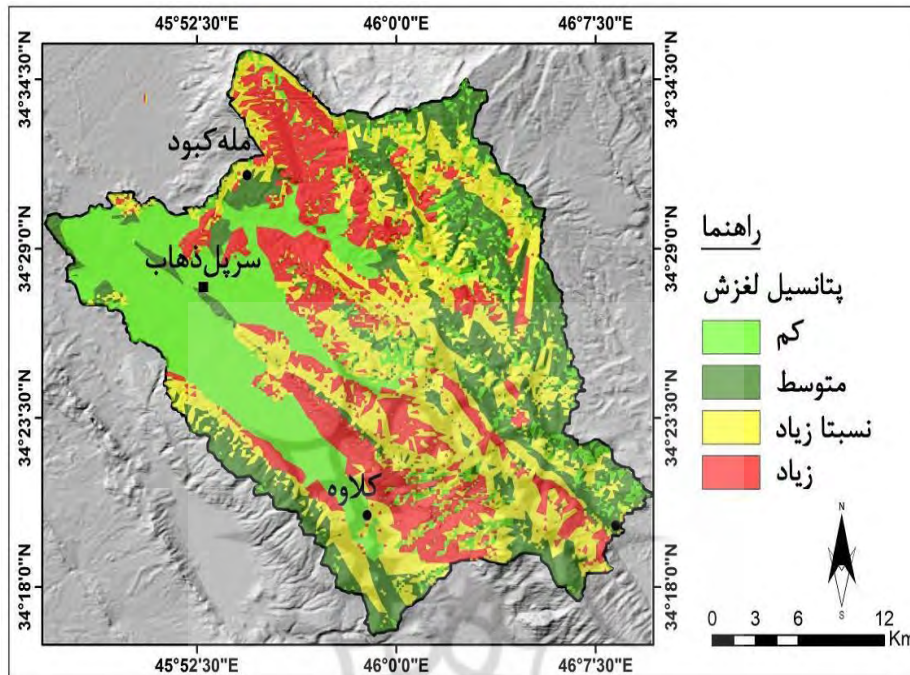 45°52'30"E 46°0'0"E 46°7'30"E
34°34'30"N 34°34'30"N
مله کبود
34°29'0"N 34°29'0"N
سرپل ذهاب
راهنما
پتانسیل لغزش
کم
متوسط
نسبتا زیاد
زیاد
34°23'30"N 34°23'30"N
کلاوه
34°18'0"N 34°18'0"N
N
S
0 3 6 12
Km
45°52'30"E 46°0'0"E 46°7'30"E